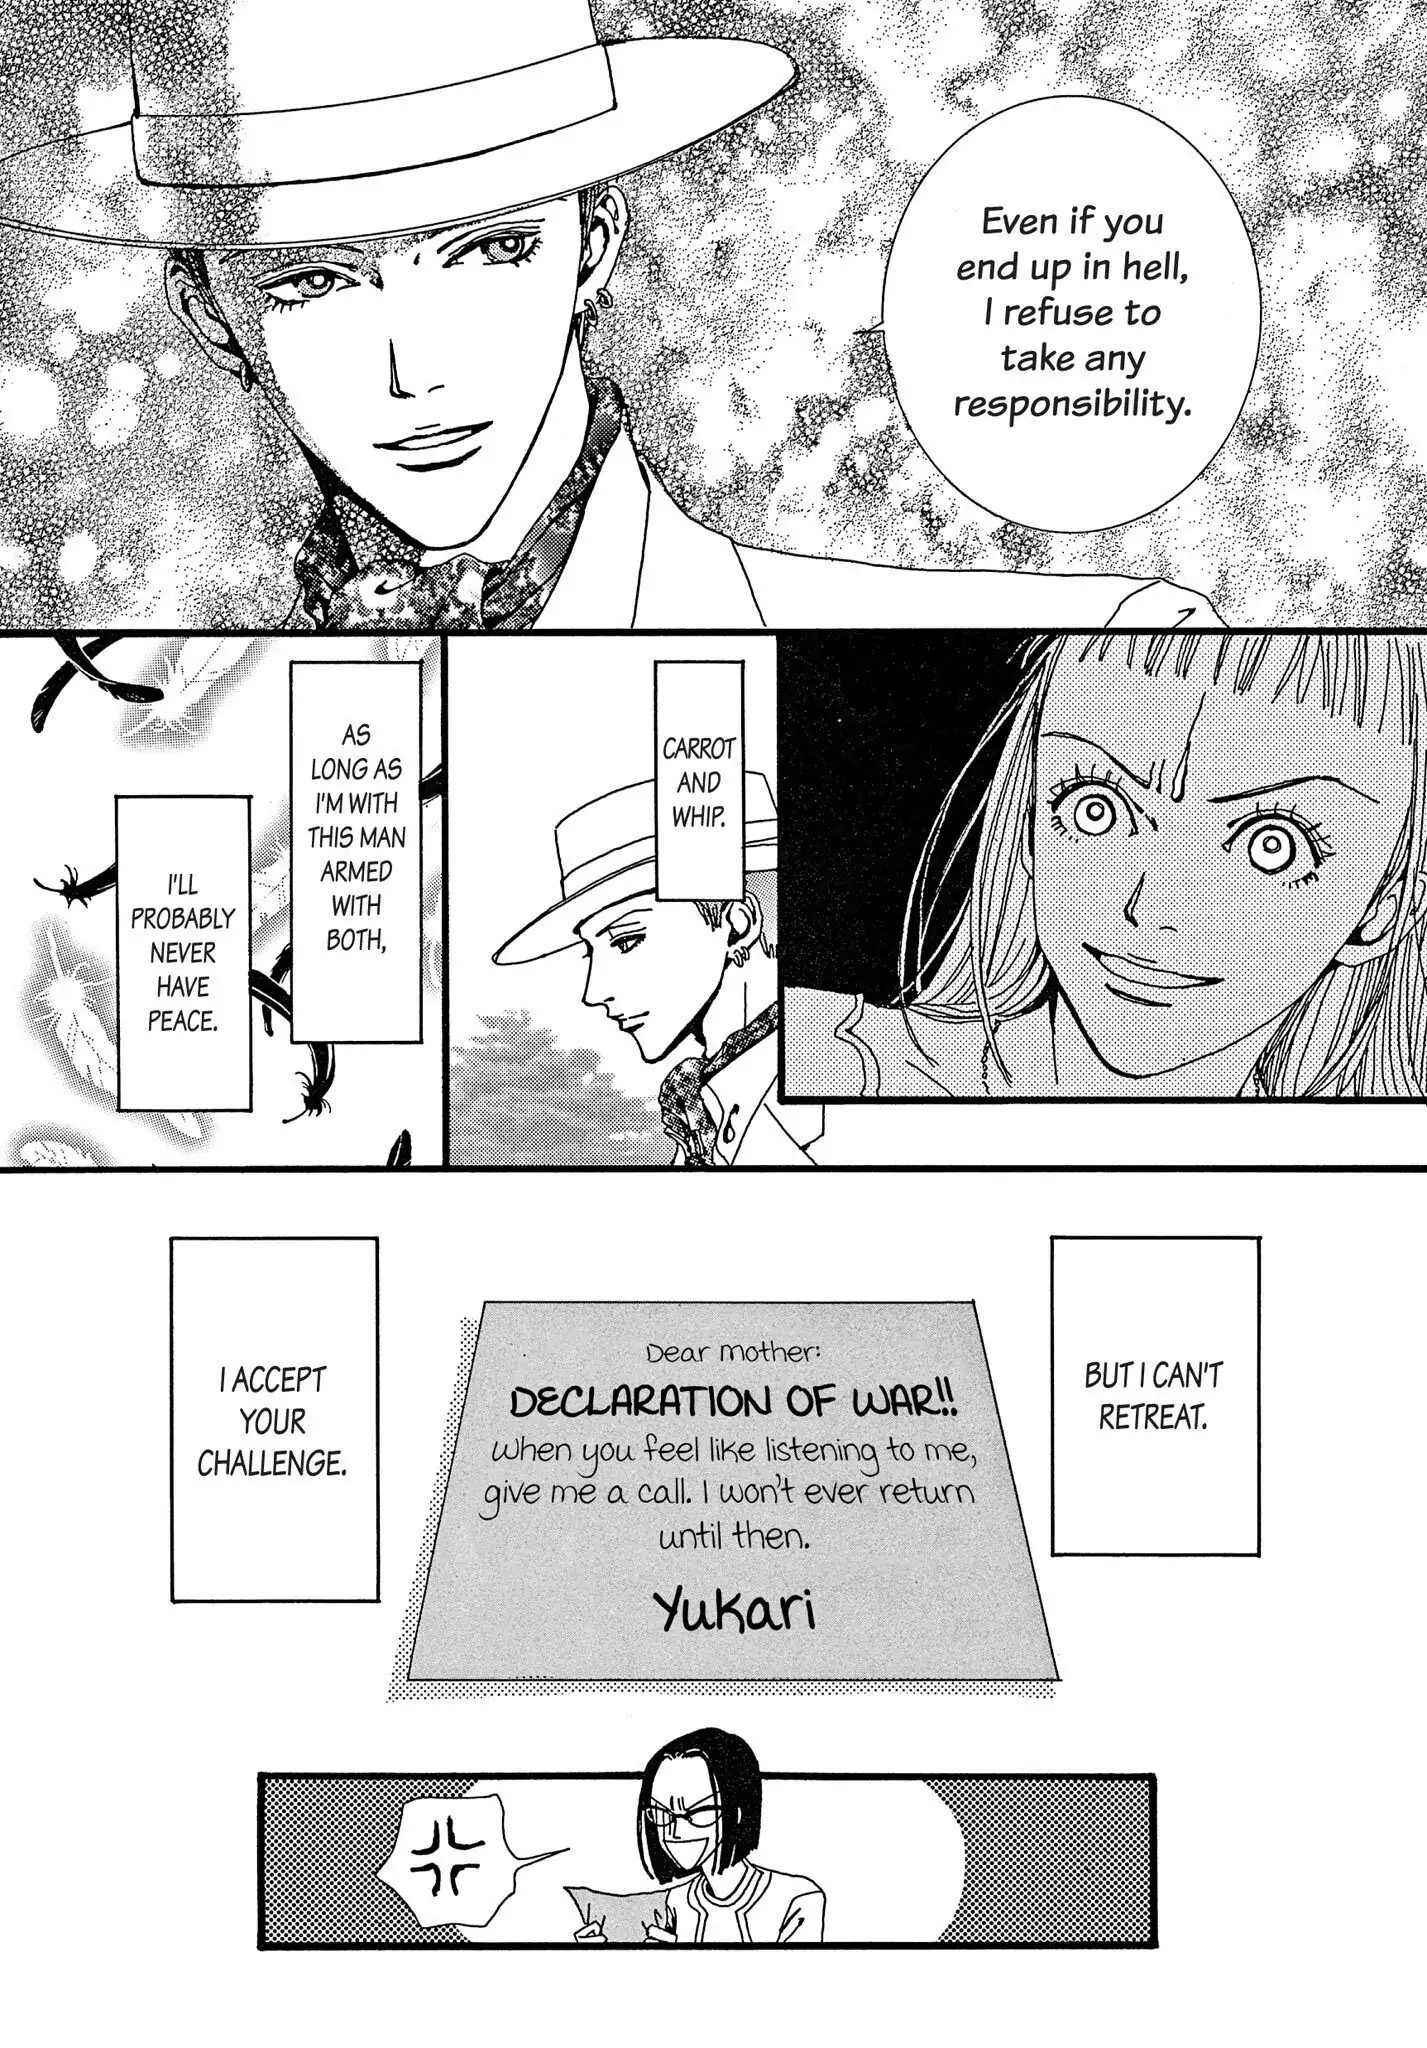 Even if you
end up in hell,
I refuse to
take any
responsibility.
CARROT
AND
WHIP.
AS
LONG AS
I'M WITH
THIS MAN
ARMED
WITH
BOTH,
I'LL
PROBABLY
NEVER
HAVE
PEACE.
BUT I CAN'T
RETREAT.
Dear mother:
DECLARATION OF WAR!!
When you feel like listening to me,
give me a call. I won't ever return
until then.
Yukari
I ACCEPT
YOUR
CHALLENGE.